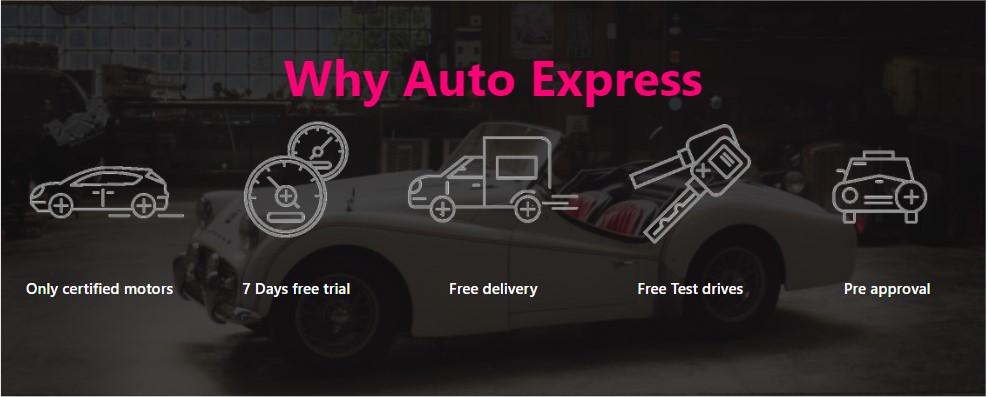 Why Auto Express
Only certified motors
7 Days free trial
Free delivery
Free Test drives
Pre approval